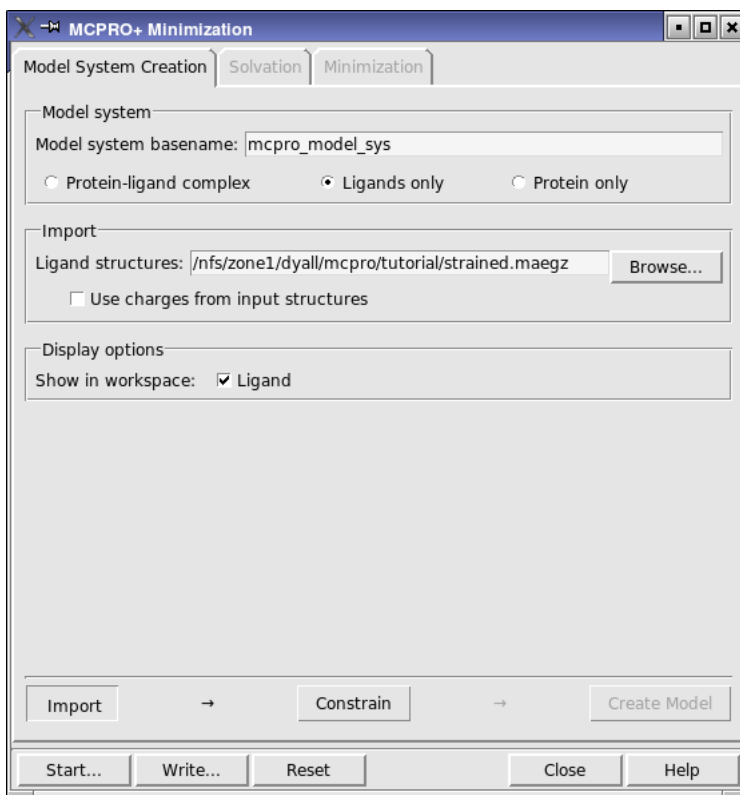 MCPRO+ Minimization
Model System Creation Solvation Minimization
Model system
Model system basename: mcpro_model_sys
Protein-ligand complex Ligands only Protein only
Import
Ligand structures: /nfs/zone1/dyall/mcpro/tutorial/strained.maegz Browse...
Use charges from input structures
Display options
Show in workspace: Ligand
Import → Constrain → Create Model
Start... Write... Reset Close Help